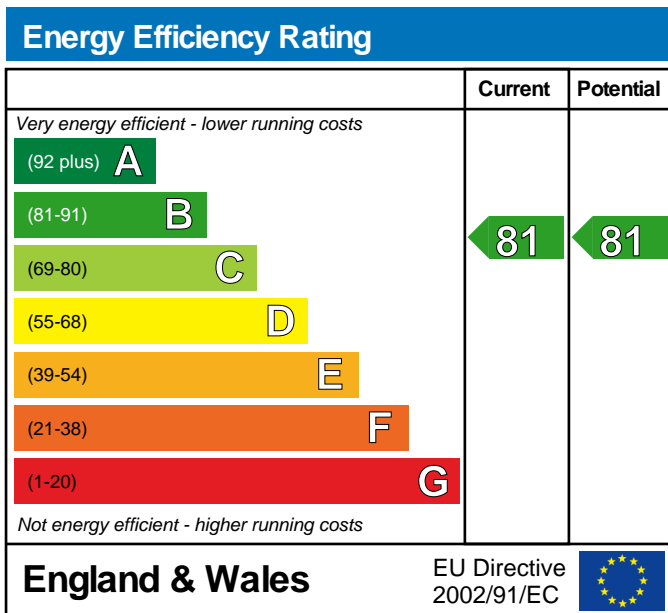 Energy Efficiency Rating
Current Potential
Very energy efficient - lower running costs
(92 plus) A
(81-91) B
81 81
(69-80) C
(55-68) D
(39-54) E
(21-38) F
(1-20) G
Not energy efficient - higher running costs
England & Wales
EU Directive
2002/91/EC